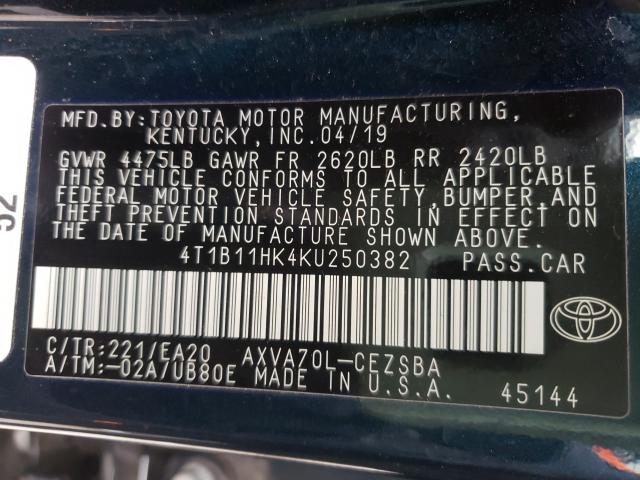 MFD.BY:TOYOTA MOTOR MANUFACTURING,
KENTUCKY,INC.04/19
GVWR 4475LB GAWR FR 2620LB RR 2420LB
THIS VEHICLE CONFORMS TO ALL APPLICABLE
FEDERAL MOTOR VEHICLE SAFETY,BUMPER,AND
THEFT PREVENTION STANDARDS IN EFFECT ON
THE DATE OF MANUFACTURE SHOWN ABOVE.
4T1B11HK4KU250382 PASS.CAR
C/TR:221/EA20 AXVA70L-CEZSBA
A/TM:-02A/UB80E MADE IN U.S.A. 45144